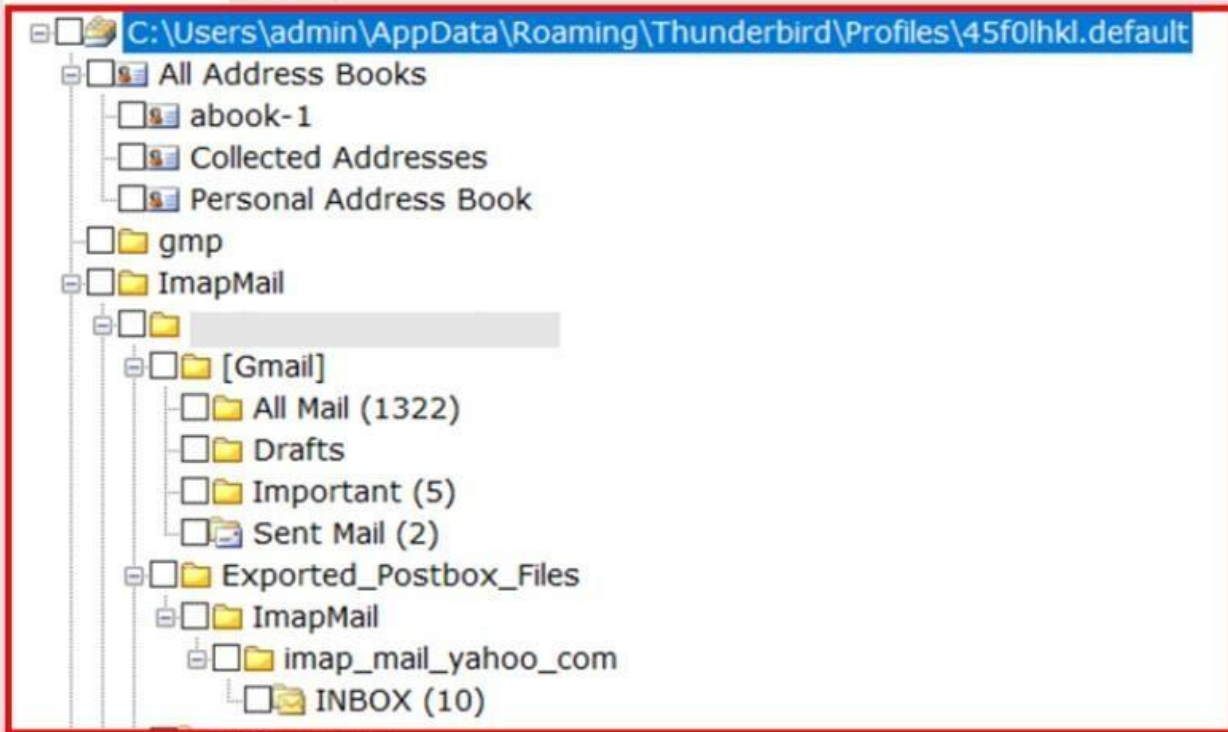 C:\Users\admin\AppData\Roaming\Thunderbird\Profiles\45f0lhkl.default
All Address Books
abook-1
Collected Addresses
Personal Address Book
gmp
ImapMail
[Gmail]
All Mail (1322)
Drafts
Important (5)
Sent Mail (2)
Exported_Postbox_Files
ImapMail
imap_mail_yahoo_com
INBOX (10)